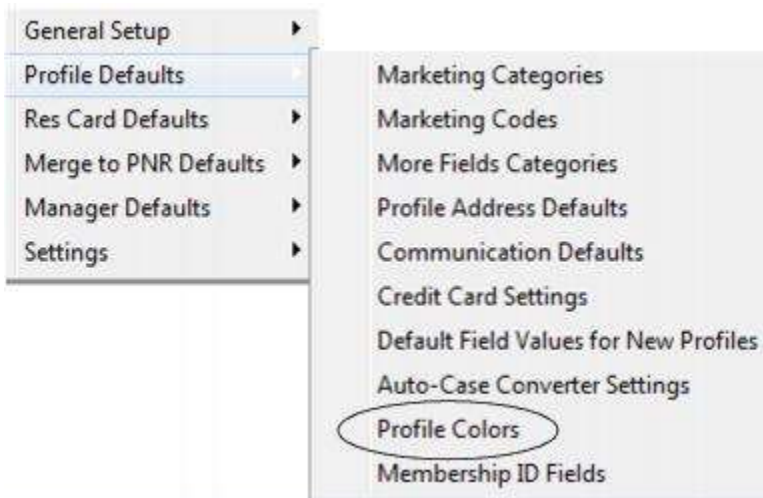 General Setup
Profile Defaults
Res Card Defaults
Merge to PNR Defaults
Manager Defaults
Settings
Marketing Categories
Marketing Codes
More Fields Categories
Profile Address Defaults
Communication Defaults
Credit Card Settings
Default Field Values for New Profiles
Auto-Case Converter Settings
Profile Colors
Membership ID Fields